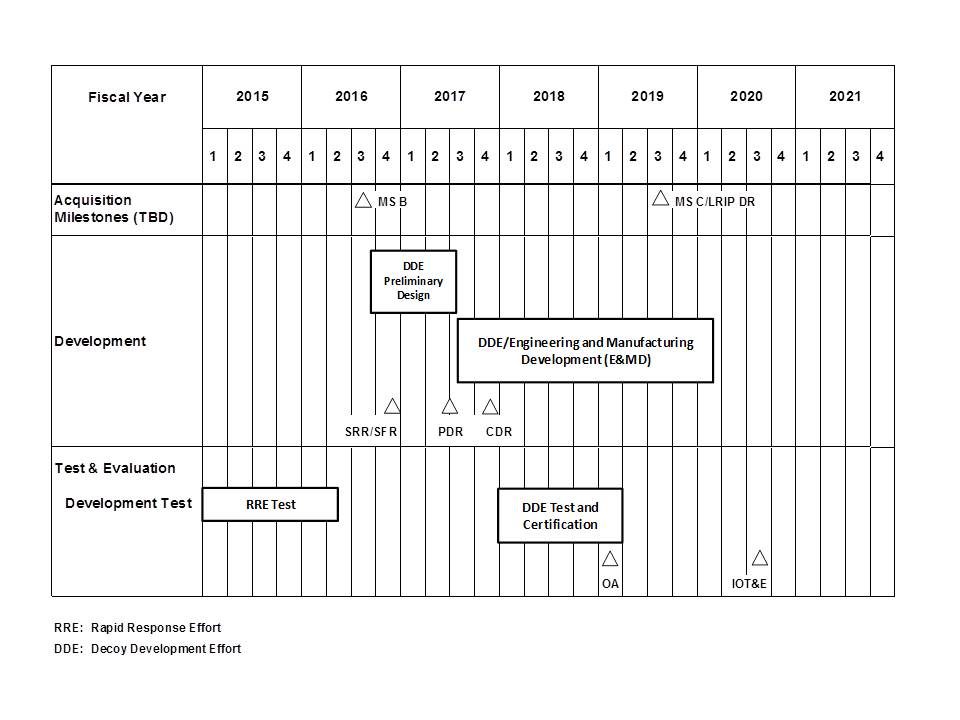 Fiscal Year 2015 2016 2017 2018 2019 2020 2021
1 2 3 4 1 2 3 4 1 2 3 4 1 2 3 4 1 2 3 4 1 2 3 4 1 2 3 4
Acquisition
Milestones (TBD)
MS B MS C/LRIP DR
DDE
Preliminary
Design
Development
DDE/Engineering and Manufacturing
Development (E&MD)
SRR/SFR PDR CDR
Test & Evaluation
Development Test
RRE Test
DDE Test and
Certification
OA IOT&E
RRE: Rapid Response Effort
DDE: Decoy Development Effort